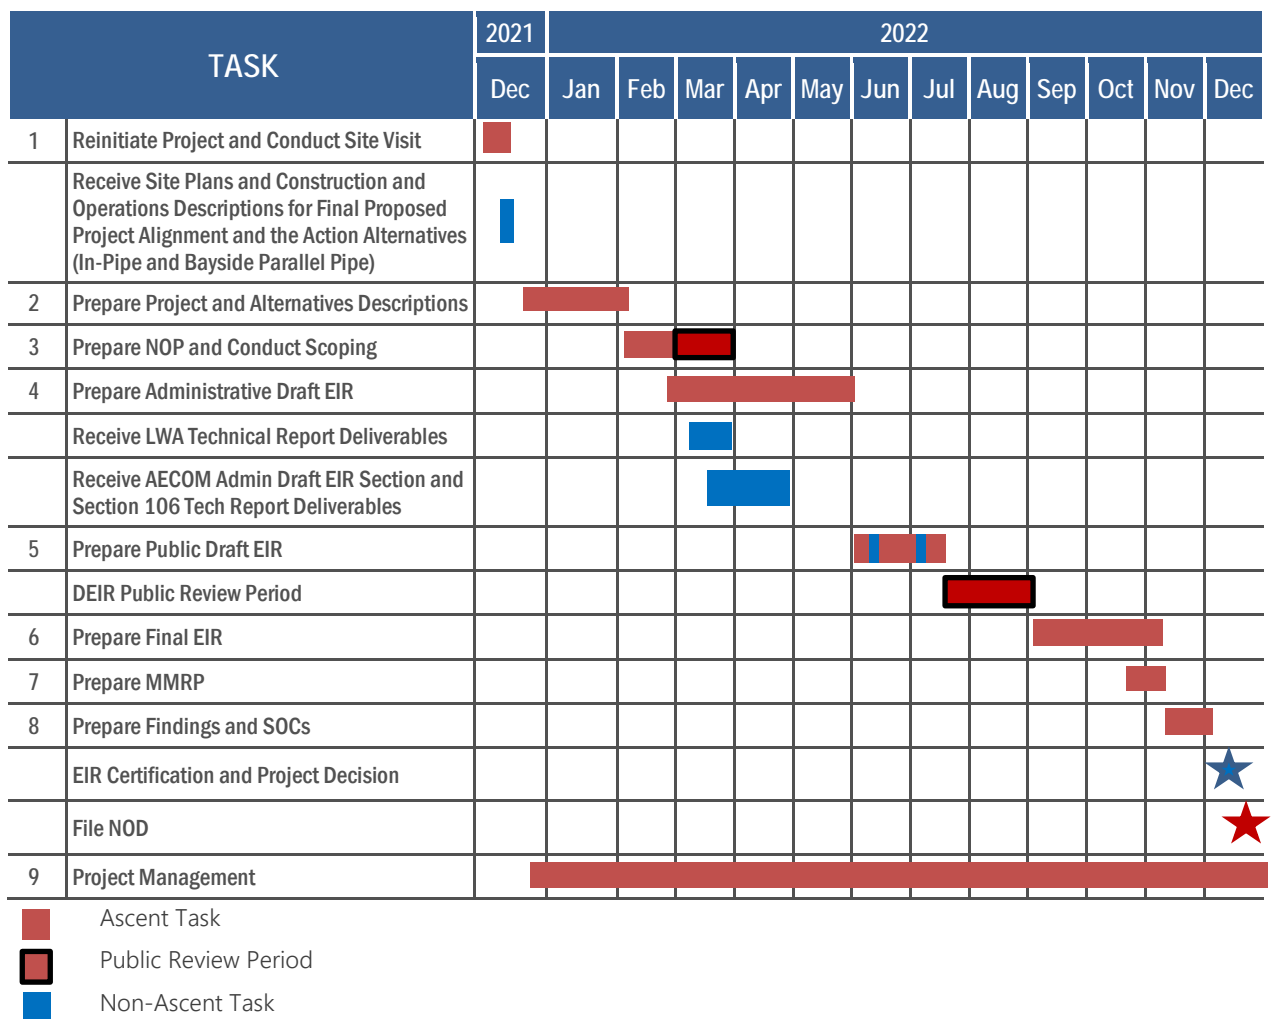 TASK
2021
2022
Dec
Jan
Feb
Mar
Apr
May
Jun
Jul
Aug
Sep
Oct
Nov
Dec
1
Reinitiate Project and Conduct Site Visit
Receive Site Plans and Construction and
Operations Descriptions for Final Proposed
Project Alignment and the Action Alternatives
(In-Pipe and Bayside Parallel Pipe)
2
Prepare Project and Alternatives Descriptions
3
Prepare NOP and Conduct Scoping
4
Prepare Administrative Draft EIR
Receive LWA Technical Report Deliverables
Receive AECOM Admin Draft EIR Section and
Section 106 Tech Report Deliverables
5
Prepare Public Draft EIR
DEIR Public Review Period
6
Prepare Final EIR
7
Prepare MMRP
8
Prepare Findings and SOCs
EIR Certification and Project Decision
File NOD
9
Project Management
Ascent Task
Public Review Period
Non-Ascent Task